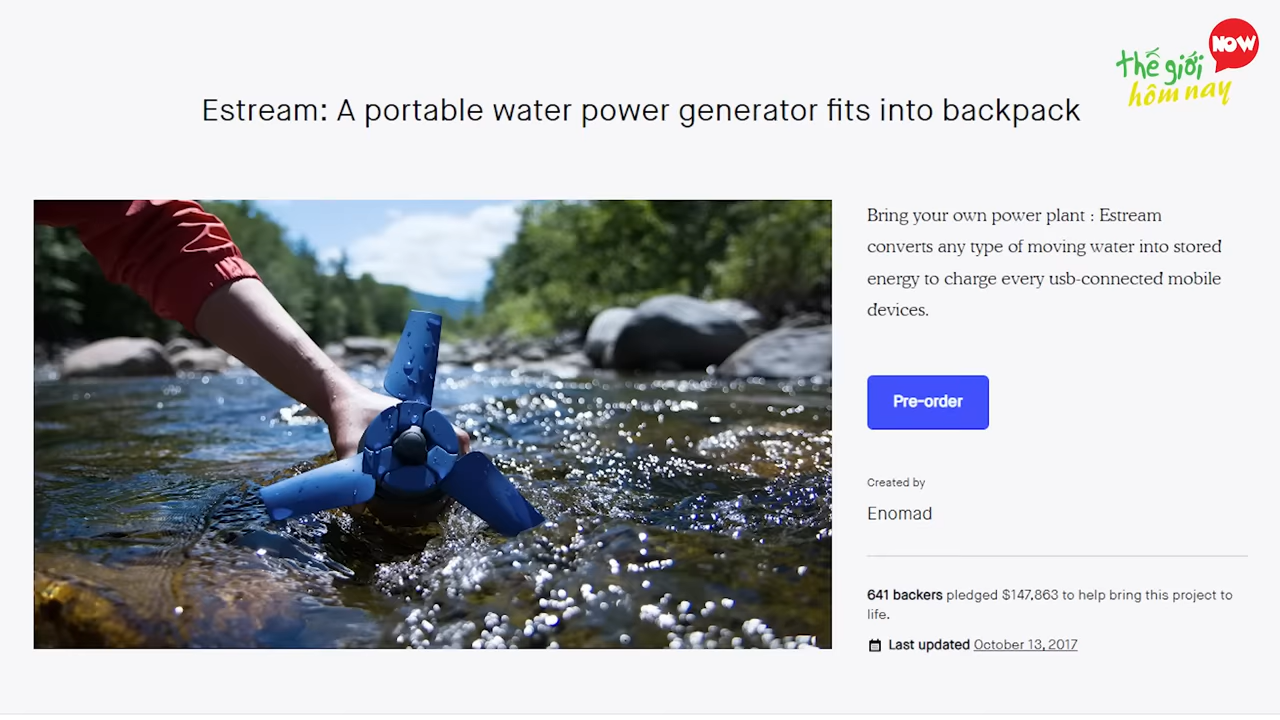 NOW
thế giới
hôm nay
Estream: A portable water power generator fits into backpack
Bring your own power plant : Estream
converts any type of moving water into stored
energy to charge every usb-connected mobile
devices.
Pre-order
Created by
Enomad
641 backers pledged $147,863 to help bring this project to
life.
Last updated October 13, 2017